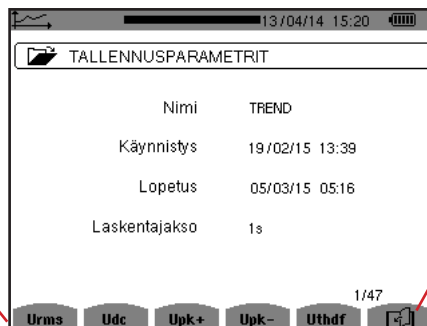 13/04/14 15:20
TALLENNUSPARAMETRIT
Nimi TREND
Käynnistys 19/02/15 13:39
Lopetus 05/03/15 05:16
Laskentajakso 1s
1/47
Urms Udc Upk+ Upk- Uthdf